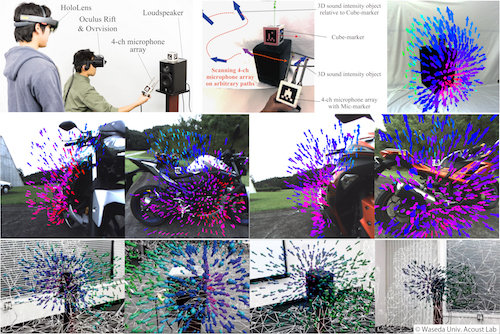 HoloLens
Oculus Rift
& Ovrvision
4-ch microphone
array
Loudspeaker
Scanning 4-ch
microphone array
on arbitrary paths
3D sound intensity object
relative to Cube-marker
Cube-marker
3D sound intensity object
4-ch microphone array
with Mic-marker
© Waseda Univ. Acoust Lab